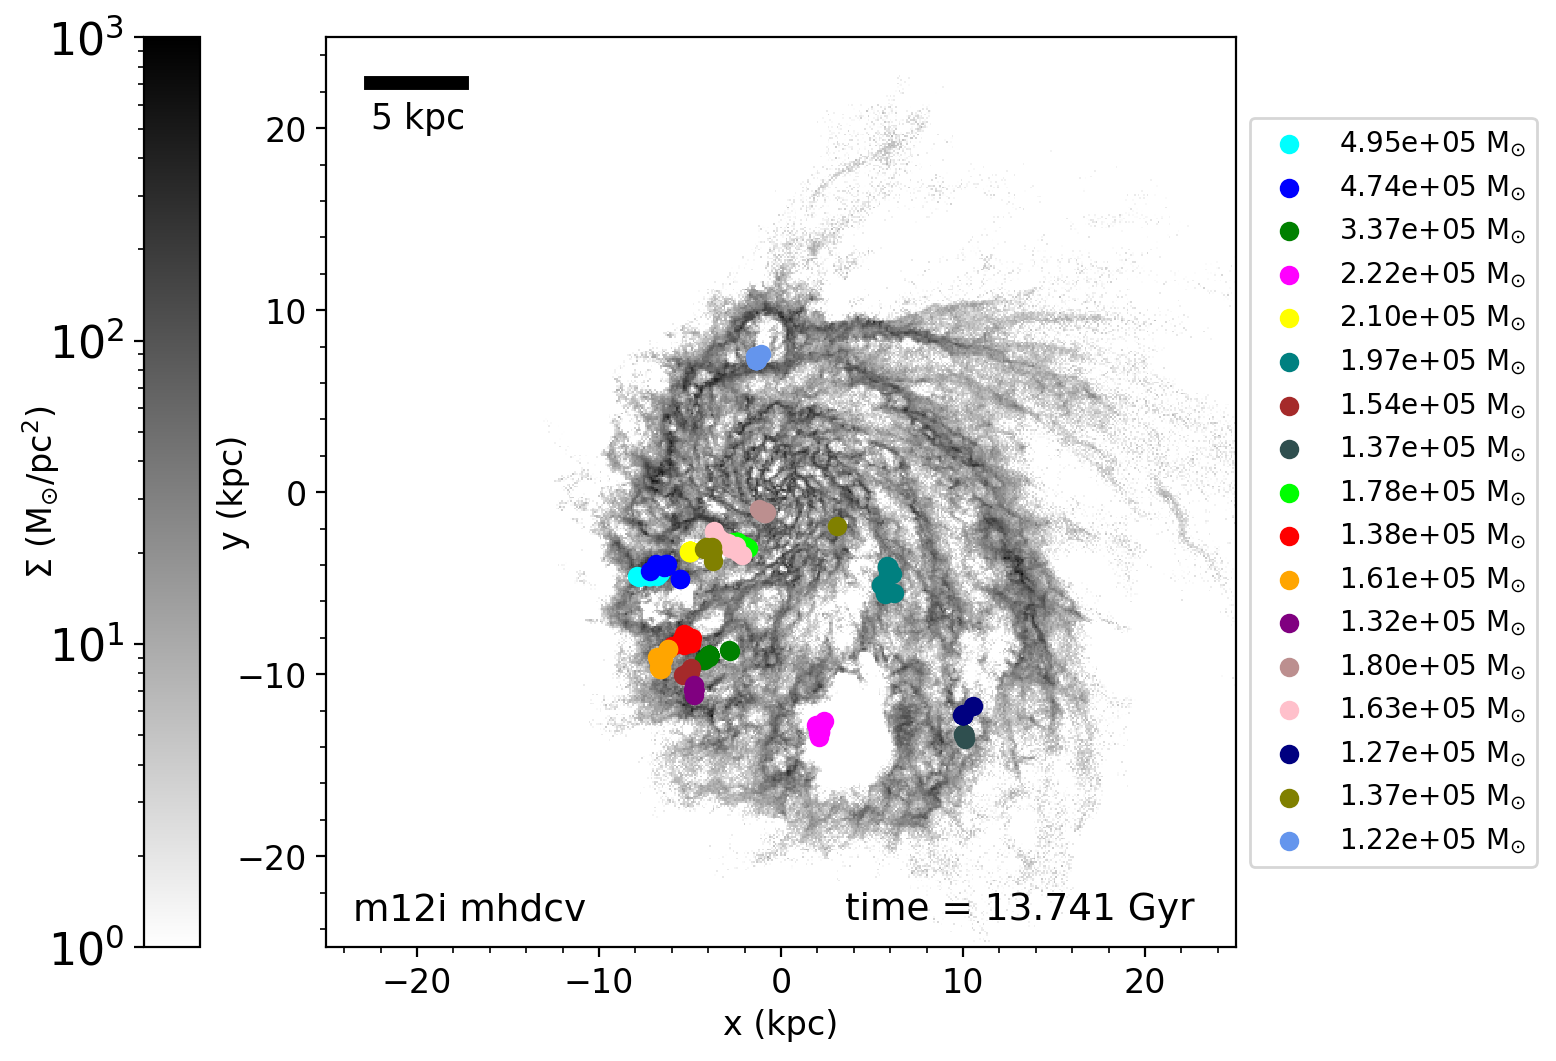 10³
10²
10¹
10⁰
Σ (M⊙/pc²)
y (kpc)
20
10
0
−10
−20
5 kpc
m12i mhdcv
time = 13.741 Gyr
−20
−10
0
10
20
x (kpc)
4.95e+05 M⊙
4.74e+05 M⊙
3.37e+05 M⊙
2.22e+05 M⊙
2.10e+05 M⊙
1.97e+05 M⊙
1.54e+05 M⊙
1.37e+05 M⊙
1.78e+05 M⊙
1.38e+05 M⊙
1.61e+05 M⊙
1.32e+05 M⊙
1.80e+05 M⊙
1.63e+05 M⊙
1.27e+05 M⊙
1.37e+05 M⊙
1.22e+05 M⊙